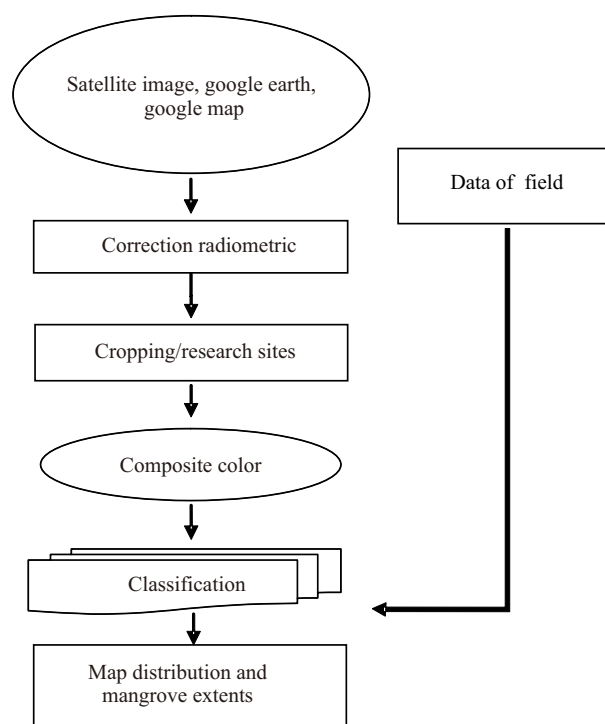 Satellite image, google earth,
google map
Data of field
Correction radiometric
Cropping/research sites
Composite color
Classification
Map distribution and
mangrove extents